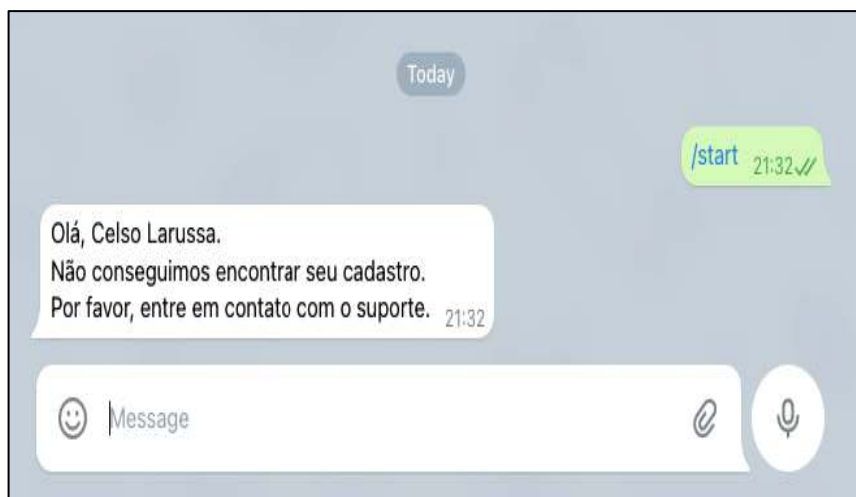 Today
/start 21:32
Olá, Celso Larussa.
Não conseguimos encontrar seu cadastro.
Por favor, entre em contato com o suporte. 21:32
Message